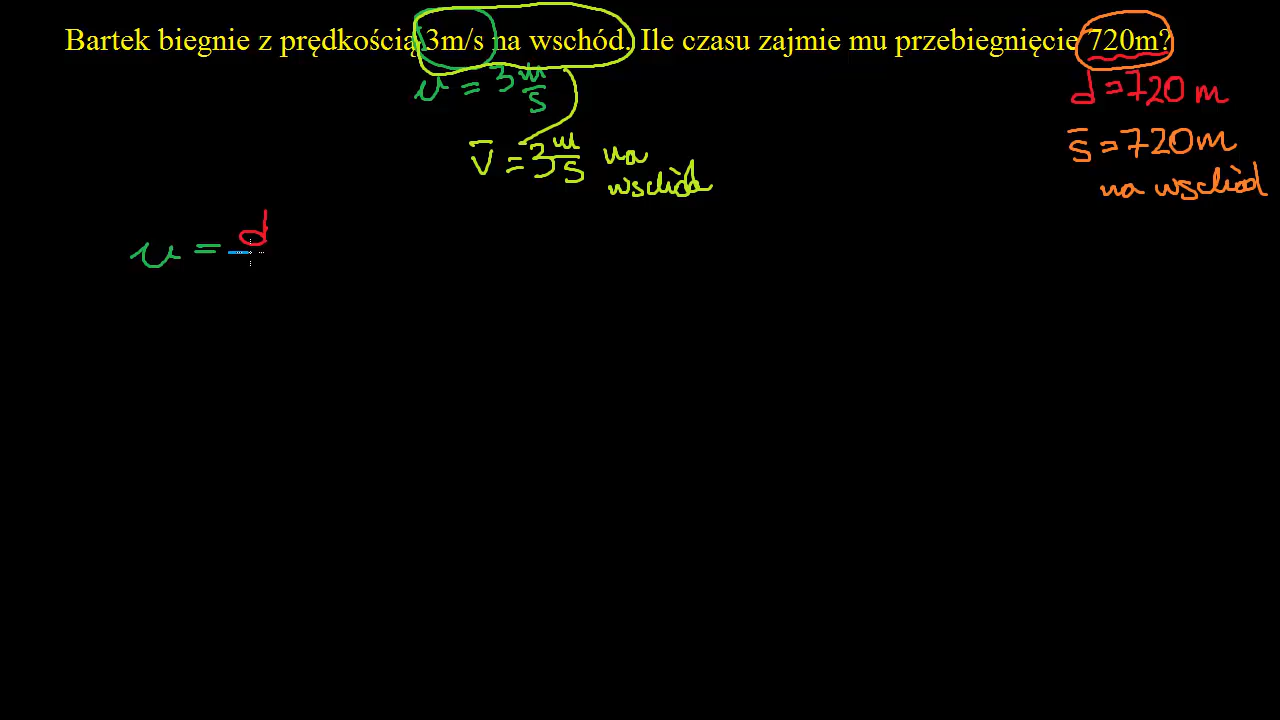 Bartek biegnie z prędkością 3m/s na wschód. Ile czasu zajmie mu przebiegnięcie 720m?
v = 3 m/s
d = 720 m
v̄ = 3 m/s na wschód
s̄ = 720 m na wschód
v = d